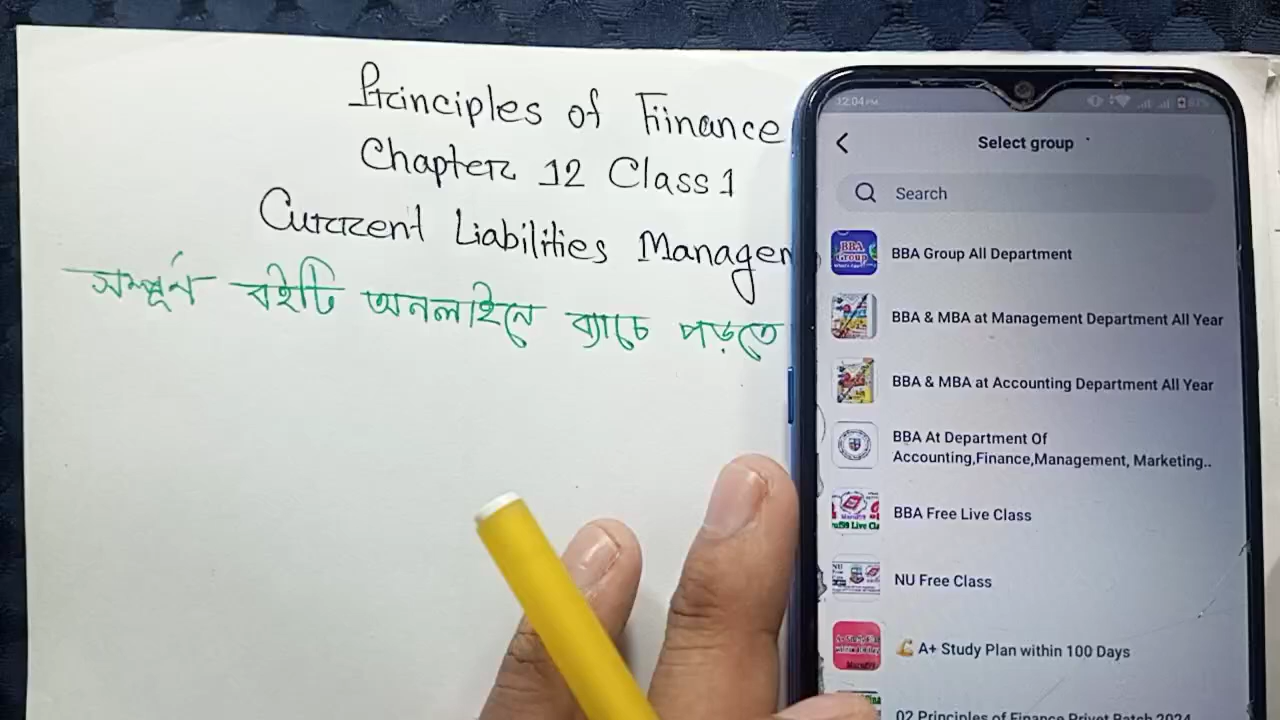 Principles of Finance
Chapter 12 Class 1
Current Liabilities Managem
সম্পূর্ণ বইটি অনলাইনে ব্যাচে পড়তে
12:04 PM
Select group
Search
BBA Group All Department
BBA & MBA at Management Department All Year
BBA & MBA at Accounting Department All Year
BBA At Department Of
Accounting,Finance,Management, Marketing..
BBA Free Live Class
NU Free Class
💪 A+ Study Plan within 100 Days
02 Principles of Finance Privet Batch 2024
BBA
Group